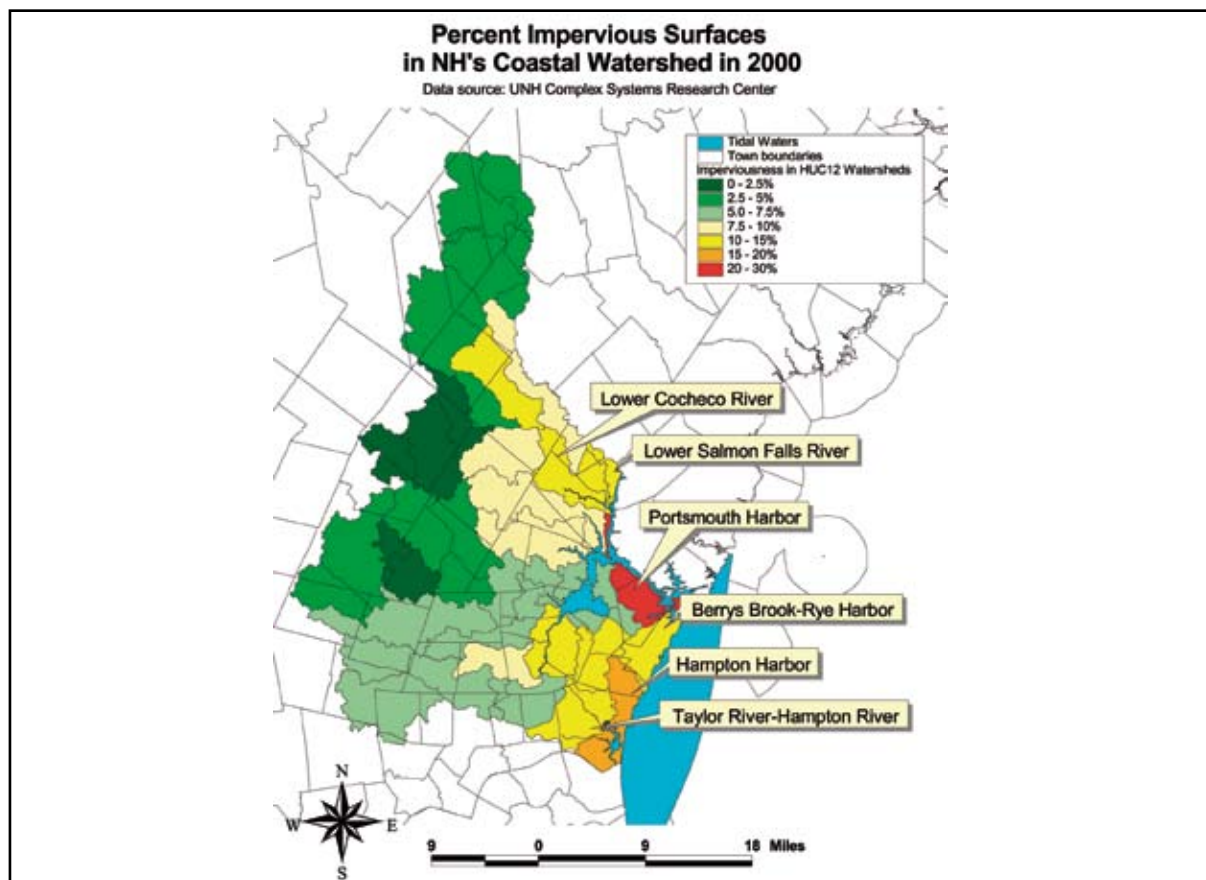 Percent Impervious Surfaces
in NH's Coastal Watershed in 2000
Data source: UNH Complex Systems Research Center
Tidal Waters
Town boundaries
Imperviousness in HUC12 Watersheds
0 - 2.5%
2.5 - 5%
5.0 - 7.5%
7.5 - 10%
10 - 15%
15 - 20%
20 - 30%
Lower Cocheco River
Lower Salmon Falls River
Portsmouth Harbor
Berrys Brook-Rye Harbor
Hampton Harbor
Taylor River-Hampton River
N
W E
S
9 0 9 18 Miles